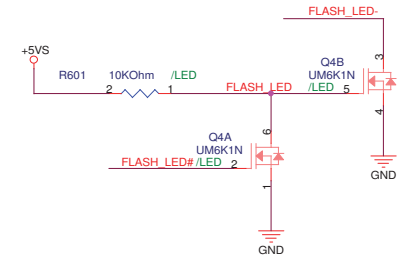 FLASH_LED-
+5VS
R601 10KOhm /LED
2 1
FLASH_LED /LED
Q4B
UM6K1N
5
3
4
GND
Q4A
UM6K1N
FLASH_LED# /LED 2
6
1
GND